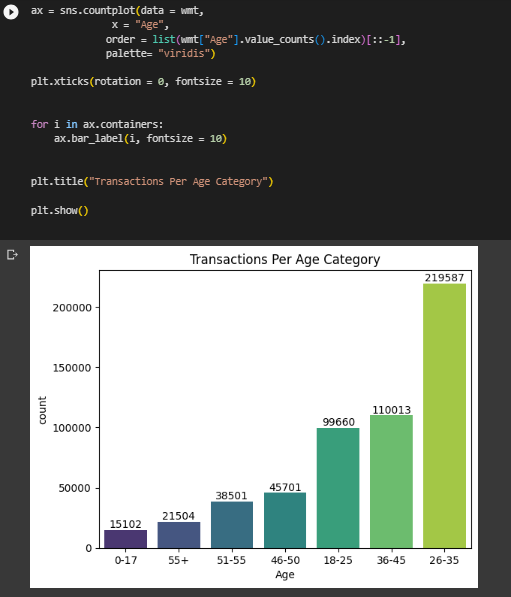 ax = sns.countplot(data = wmt,
x = "Age",
order = list(wmt["Age"].value_counts().index)[::-1],
palette= "viridis")
plt.xticks(rotation = 0, fontsize = 10)
for i in ax.containers:
ax.bar_label(i, fontsize = 10)
plt.title("Transactions Per Age Category")
plt.show()
Transactions Per Age Category
219587
200000
150000
110013
99660
100000
50000
45701
38501
21504
15102
0
count
0-17 55+ 51-55 46-50 18-25 36-45 26-35
Age